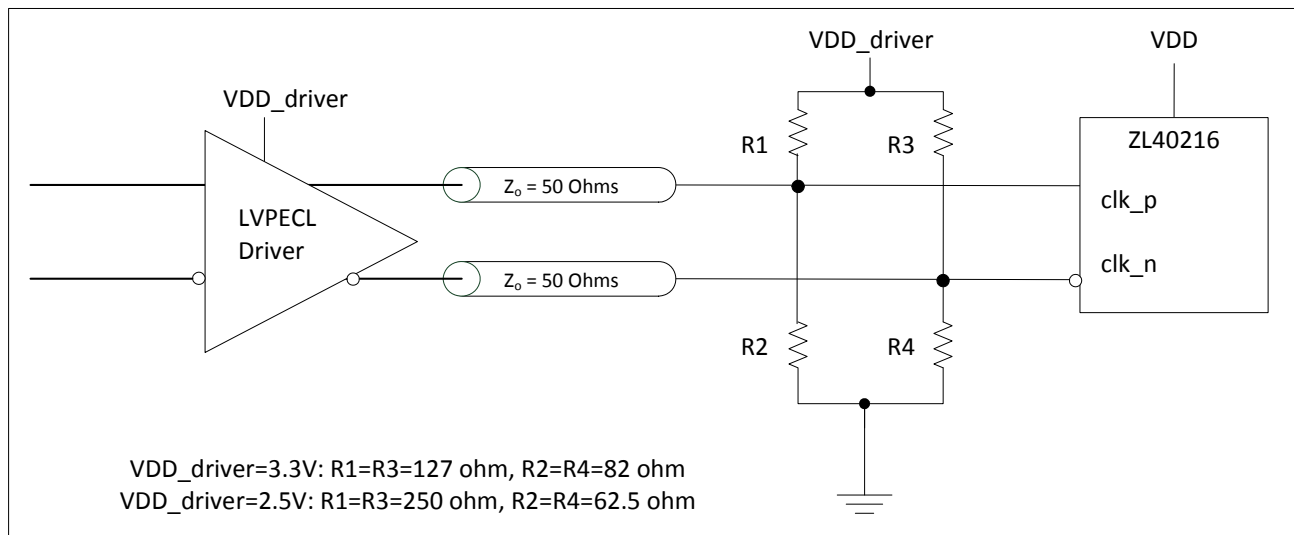 VDD_driver
VDD
VDD_driver
R1
R3
ZL40216
Zₒ = 50 Ohms
clk_p
LVPECL
Driver
clk_n
Zₒ = 50 Ohms
R2
R4
VDD_driver=3.3V: R1=R3=127 ohm, R2=R4=82 ohm
VDD_driver=2.5V: R1=R3=250 ohm, R2=R4=62.5 ohm